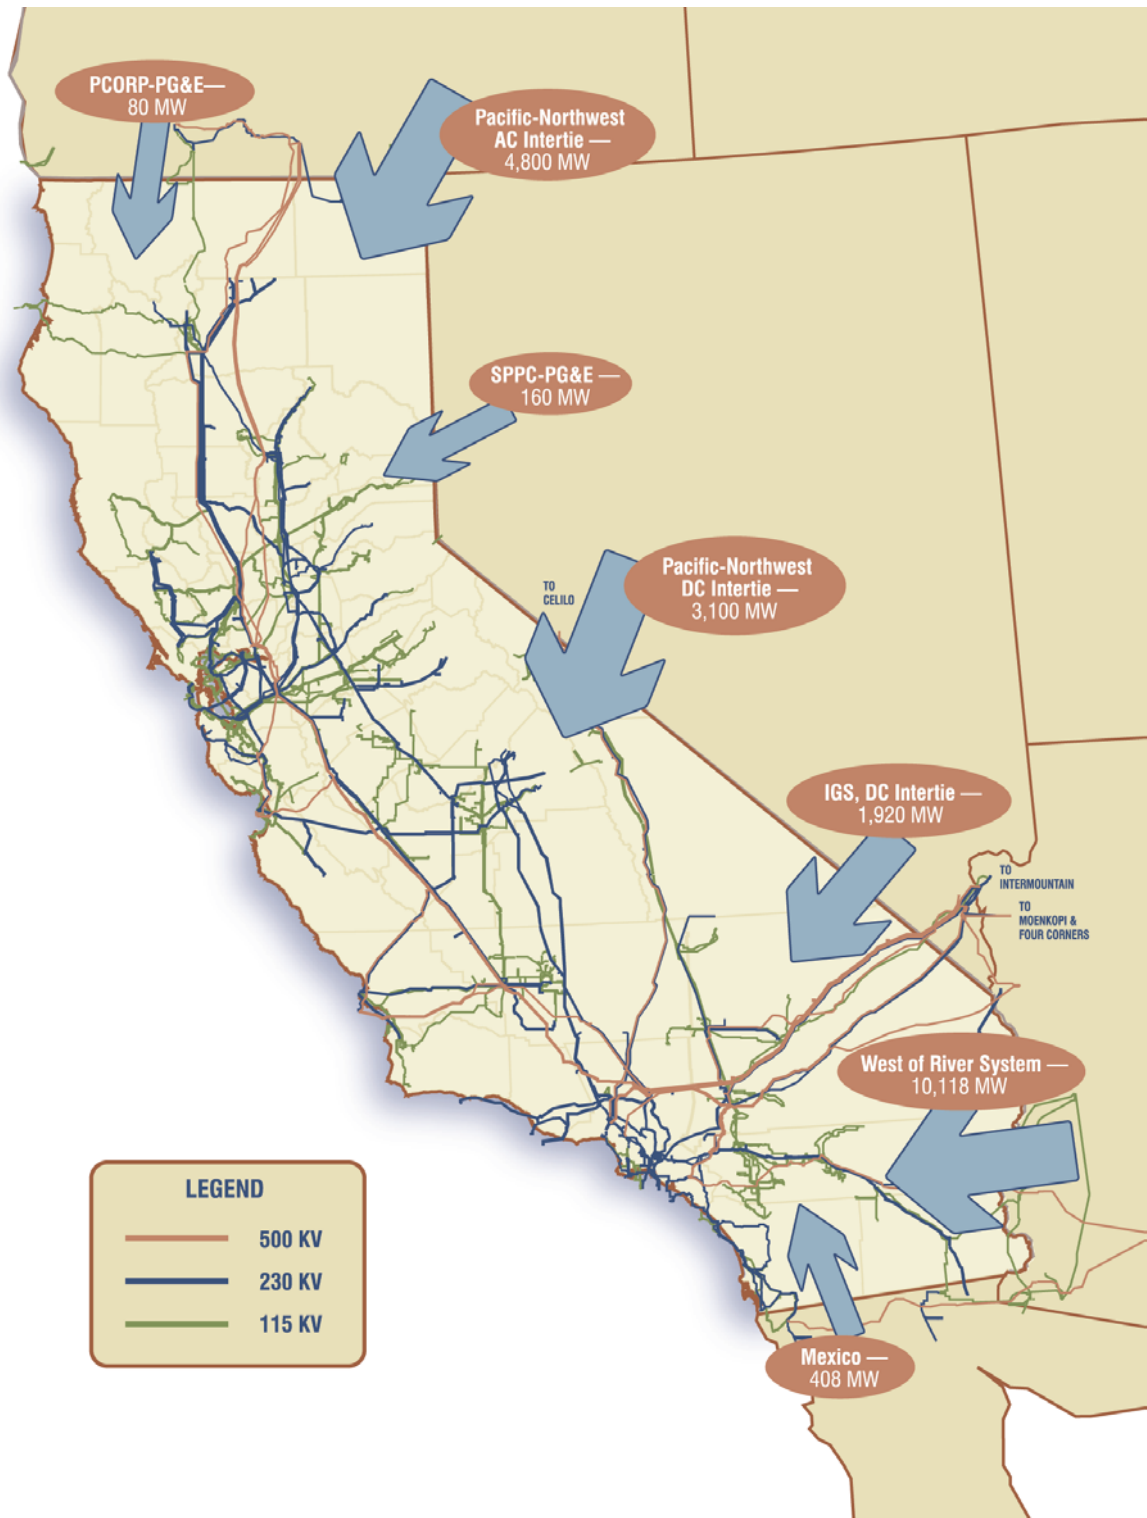 PCORP-PG&E—
80 MW
Pacific-Northwest
AC Intertie —
4,800 MW
SPPC-PG&E —
160 MW
Pacific-Northwest
DC Intertie —
3,100 MW
TO
CELILO
IGS, DC Intertie —
1,920 MW
TO
INTERMOUNTAIN
TO
MOENKOPI &
FOUR CORNERS
West of River System —
10,118 MW
LEGEND
500 KV
230 KV
115 KV
Mexico —
408 MW